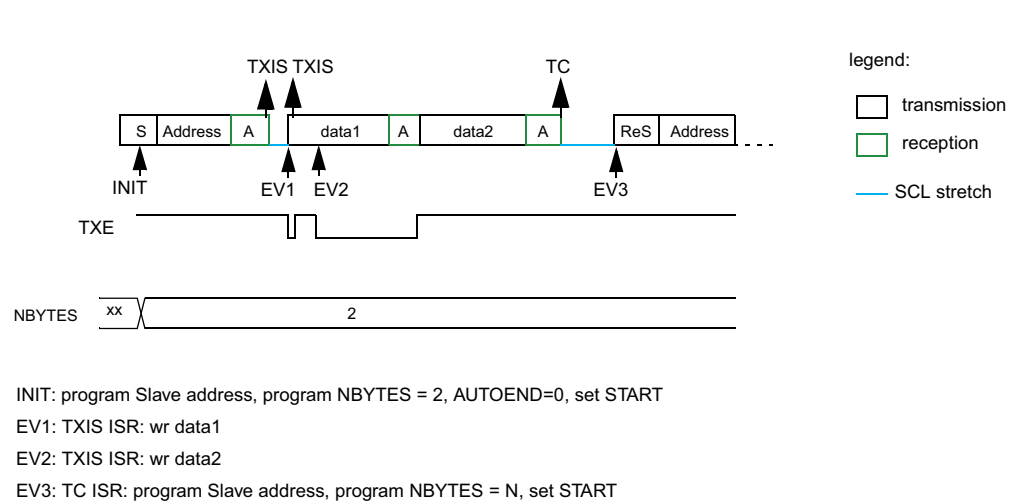 legend:
TXIS TXIS TC
transmission
S Address A data1 A data2 A ReS Address
reception
INIT EV1 EV2 EV3
SCL stretch
TXE
NBYTES xx 2
INIT: program Slave address, program NBYTES = 2, AUTOEND=0, set START
EV1: TXIS ISR: wr data1
EV2: TXIS ISR: wr data2
EV3: TC ISR: program Slave address, program NBYTES = N, set START